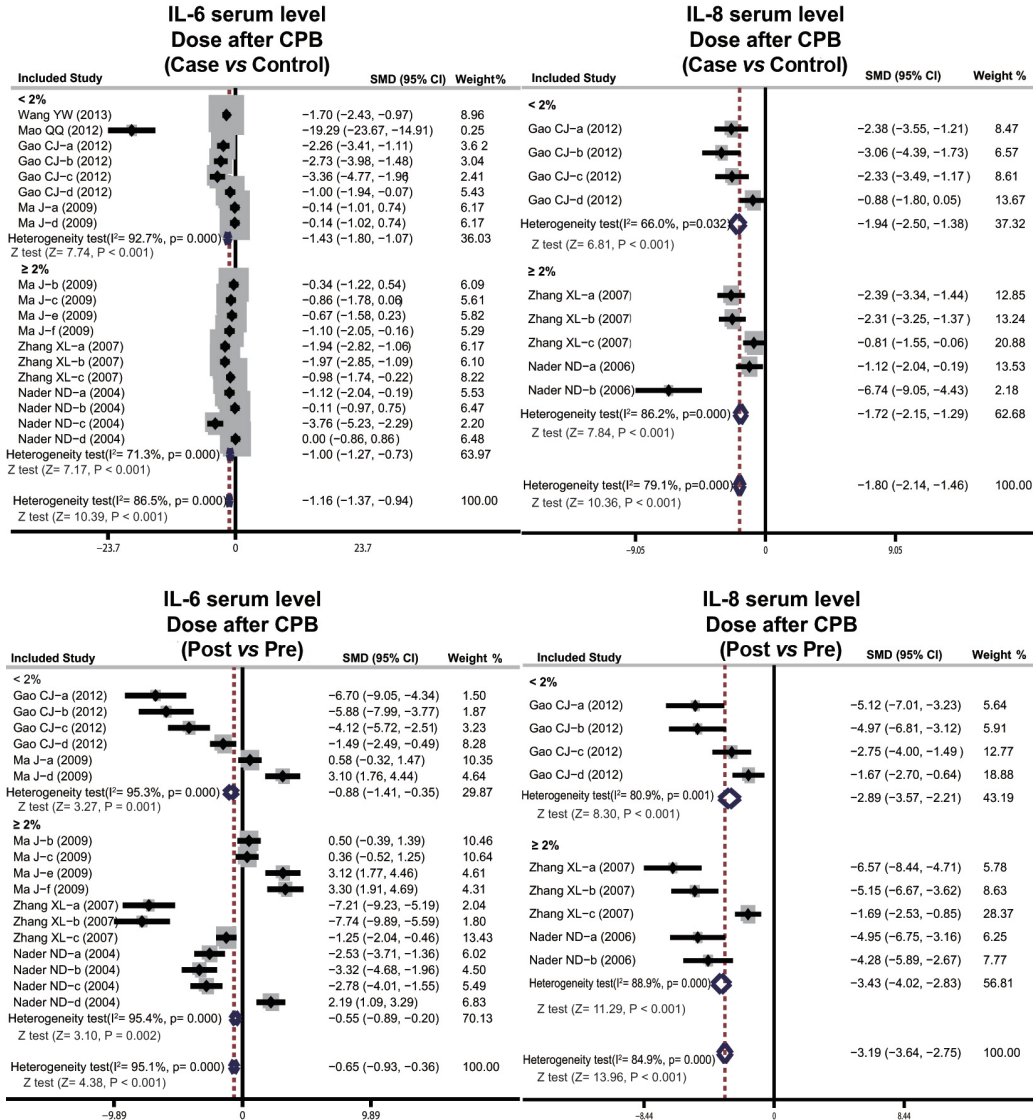 IL-6 serum level
Dose after CPB
(Case vs Control)
Included Study SMD (95% CI) Weight%
< 2%
Wang YW (2013) −1.70 (−2.43, −0.97) 8.96
Mao QQ (2012) −19.29 (−23.67, −14.91) 0.25
Gao CJ−a (2012) −2.26 (−3.41, −1.11) 3.6 2
Gao CJ−b (2012) −2.73 (−3.98, −1.48) 3.04
Gao CJ−c (2012) −3.36 (−4.77, −1.96) 2.41
Gao CJ−d (2012) −1.00 (−1.94, −0.07) 5.43
Ma J−a (2009) −0.14 (−1.01, 0.74) 6.17
Ma J−d (2009) −0.14 (−1.02, 0.74) 6.17
Heterogeneity test(I²= 92.7%, p= 0.000) −1.43 (−1.80, −1.07) 36.03
Z test (Z= 7.74, P < 0.001)
≥ 2%
Ma J−b (2009) −0.34 (−1.22, 0.54) 6.09
Ma J−c (2009) −0.86 (−1.78, 0.06) 5.61
Ma J−e (2009) −0.67 (−1.58, 0.23) 5.82
Ma J−f (2009) −1.10 (−2.05, −0.16) 5.29
Zhang XL−a (2007) −1.94 (−2.82, −1.06) 6.17
Zhang XL−b (2007) −1.97 (−2.85, −1.09) 6.10
Zhang XL−c (2007) −0.98 (−1.74, −0.22) 8.22
Nader ND−a (2004) −1.12 (−2.04, −0.19) 5.53
Nader ND−b (2004) −0.11 (−0.97, 0.75) 6.47
Nader ND−c (2004) −3.76 (−5.23, −2.29) 2.20
Nader ND−d (2004) 0.00 (−0.86, 0.86) 6.48
Heterogeneity test(I²= 71.3%, p= 0.000) −1.00 (−1.27, −0.73) 63.97
Z test (Z= 7.17, P < 0.001)
Heterogeneity test(I²= 86.5%, p= 0.000) −1.16 (−1.37, −0.94) 100.00
Z test (Z= 10.39, P < 0.001)
−23.7 0 23.7
IL-8 serum level
Dose after CPB
(Case vs Control)
Included Study SMD (95% CI) Weight %
< 2%
Gao CJ−a (2012) −2.38 (−3.55, −1.21) 8.47
Gao CJ−b (2012) −3.06 (−4.39, −1.73) 6.57
Gao CJ−c (2012) −2.33 (−3.49, −1.17) 8.61
Gao CJ−d (2012) −0.88 (−1.80, 0.05) 13.67
Heterogeneity test(I²= 66.0%, p=0.032) −1.94 (−2.50, −1.38) 37.32
Z test (Z= 6.81, P < 0.001)
≥ 2%
Zhang XL−a (2007) −2.39 (−3.34, −1.44) 12.85
Zhang XL−b (2007) −2.31 (−3.25, −1.37) 13.24
Zhang XL−c (2007) −0.81 (−1.55, −0.06) 20.88
Nader ND−a (2006) −1.12 (−2.04, −0.19) 13.53
Nader ND−b (2006) −6.74 (−9.05, −4.43) 2.18
Heterogeneity test(I²= 86.2%, p=0.000) −1.72 (−2.15, −1.29) 62.68
Z test (Z= 7.84, P < 0.001)
Heterogeneity test(I²= 79.1%, p=0.000) −1.80 (−2.14, −1.46) 100.00
Z test (Z= 10.36, P < 0.001)
−9.05 0 9.05
IL-6 serum level
Dose after CPB
(Post vs Pre)
Included Study SMD (95% CI) Weight %
< 2%
Gao CJ−a (2012) −6.70 (−9.05, −4.34) 1.50
Gao CJ−b (2012) −5.88 (−7.99, −3.77) 1.87
Gao CJ−c (2012) −4.12 (−5.72, −2.51) 3.23
Gao CJ−d (2012) −1.49 (−2.49, −0.49) 8.28
Ma J−a (2009) 0.58 (−0.32, 1.47) 10.35
Ma J−d (2009) 3.10 (1.76, 4.44) 4.64
Heterogeneity test(I²= 95.3%, p= 0.000) −0.88 (−1.41, −0.35) 29.87
Z test (Z= 3.27, P = 0.001)
≥ 2%
Ma J−b (2009) 0.50 (−0.39, 1.39) 10.46
Ma J−c (2009) 0.36 (−0.52, 1.25) 10.64
Ma J−e (2009) 3.12 (1.77, 4.46) 4.61
Ma J−f (2009) 3.30 (1.91, 4.69) 4.31
Zhang XL−a (2007) −7.21 (−9.23, −5.19) 2.04
Zhang XL−b (2007) −7.74 (−9.89, −5.59) 1.80
Zhang XL−c (2007) −1.25 (−2.04, −0.46) 13.43
Nader ND−a (2004) −2.53 (−3.71, −1.36) 6.02
Nader ND−b (2004) −3.32 (−4.68, −1.96) 4.50
Nader ND−c (2004) −2.78 (−4.01, −1.55) 5.49
Nader ND−d (2004) 2.19 (1.09, 3.29) 6.83
Heterogeneity test(I²= 95.4%, p= 0.000) −0.55 (−0.89, −0.20) 70.13
Z test (Z= 3.10, P = 0.002)
Heterogeneity test(I²= 95.1%, p= 0.000) −0.65 (−0.93, −0.36) 100.00
Z test (Z= 4.38, P < 0.001)
−9.89 0 9.89
IL-8 serum level
Dose after CPB
(Post vs Pre)
Included Study SMD (95% CI) Weight %
< 2%
Gao CJ−a (2012) −5.12 (−7.01, −3.23) 5.64
Gao CJ−b (2012) −4.97 (−6.81, −3.12) 5.91
Gao CJ−c (2012) −2.75 (−4.00, −1.49) 12.77
Gao CJ−d (2012) −1.67 (−2.70, −0.64) 18.88
Heterogeneity test(I²= 80.9%, p= 0.001) −2.89 (−3.57, −2.21) 43.19
Z test (Z= 8.30, P < 0.001)
≥ 2%
Zhang XL−a (2007) −6.57 (−8.44, −4.71) 5.78
Zhang XL−b (2007) −5.15 (−6.67, −3.62) 8.63
Zhang XL−c (2007) −1.69 (−2.53, −0.85) 28.37
Nader ND−a (2006) −4.95 (−6.75, −3.16) 6.25
Nader ND−b (2006) −4.28 (−5.89, −2.67) 7.77
Heterogeneity test(I²= 88.9%, p= 0.000) −3.43 (−4.02, −2.83) 56.81
Z test (Z= 11.29, P < 0.001)
Heterogeneity test(I²= 84.9%, p= 0.000) −3.19 (−3.64, −2.75) 100.00
Z test (Z= 13.96, P < 0.001)
−8.44 0 8.44